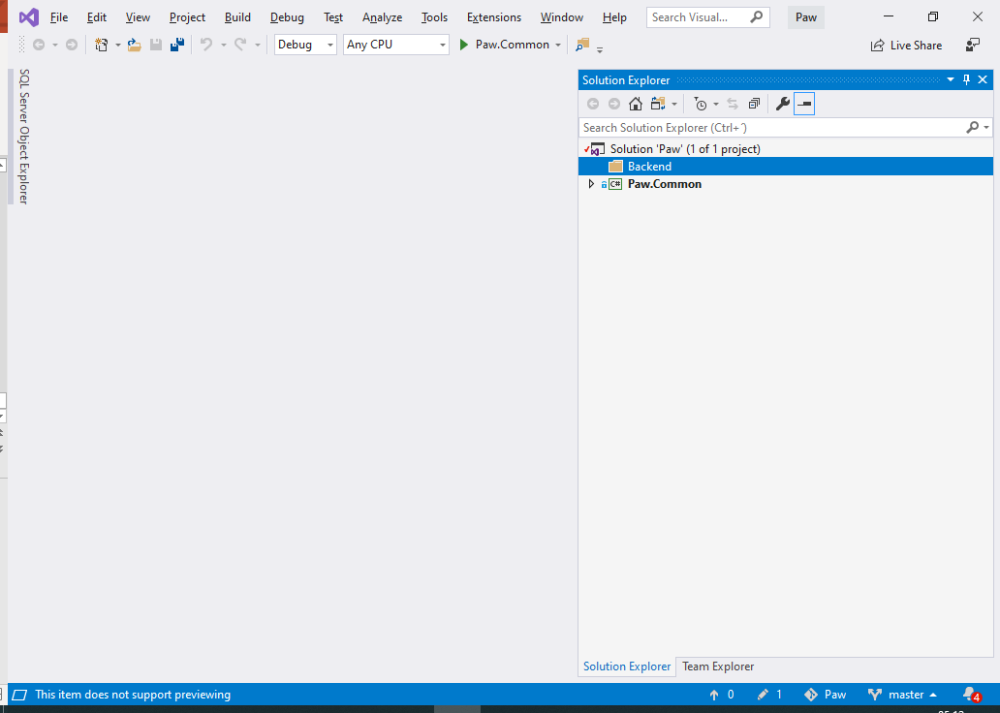 File Edit View Project Build Debug Test Analyze Tools Extensions Window Help Search Visual... Paw
Debug Any CPU Paw.Common Live Share
SQL Server Object Explorer
Solution Explorer
Search Solution Explorer (Ctrl+´)
Solution 'Paw' (1 of 1 project)
Backend
C# Paw.Common
Solution Explorer Team Explorer
This item does not support previewing 0 1 Paw master 4